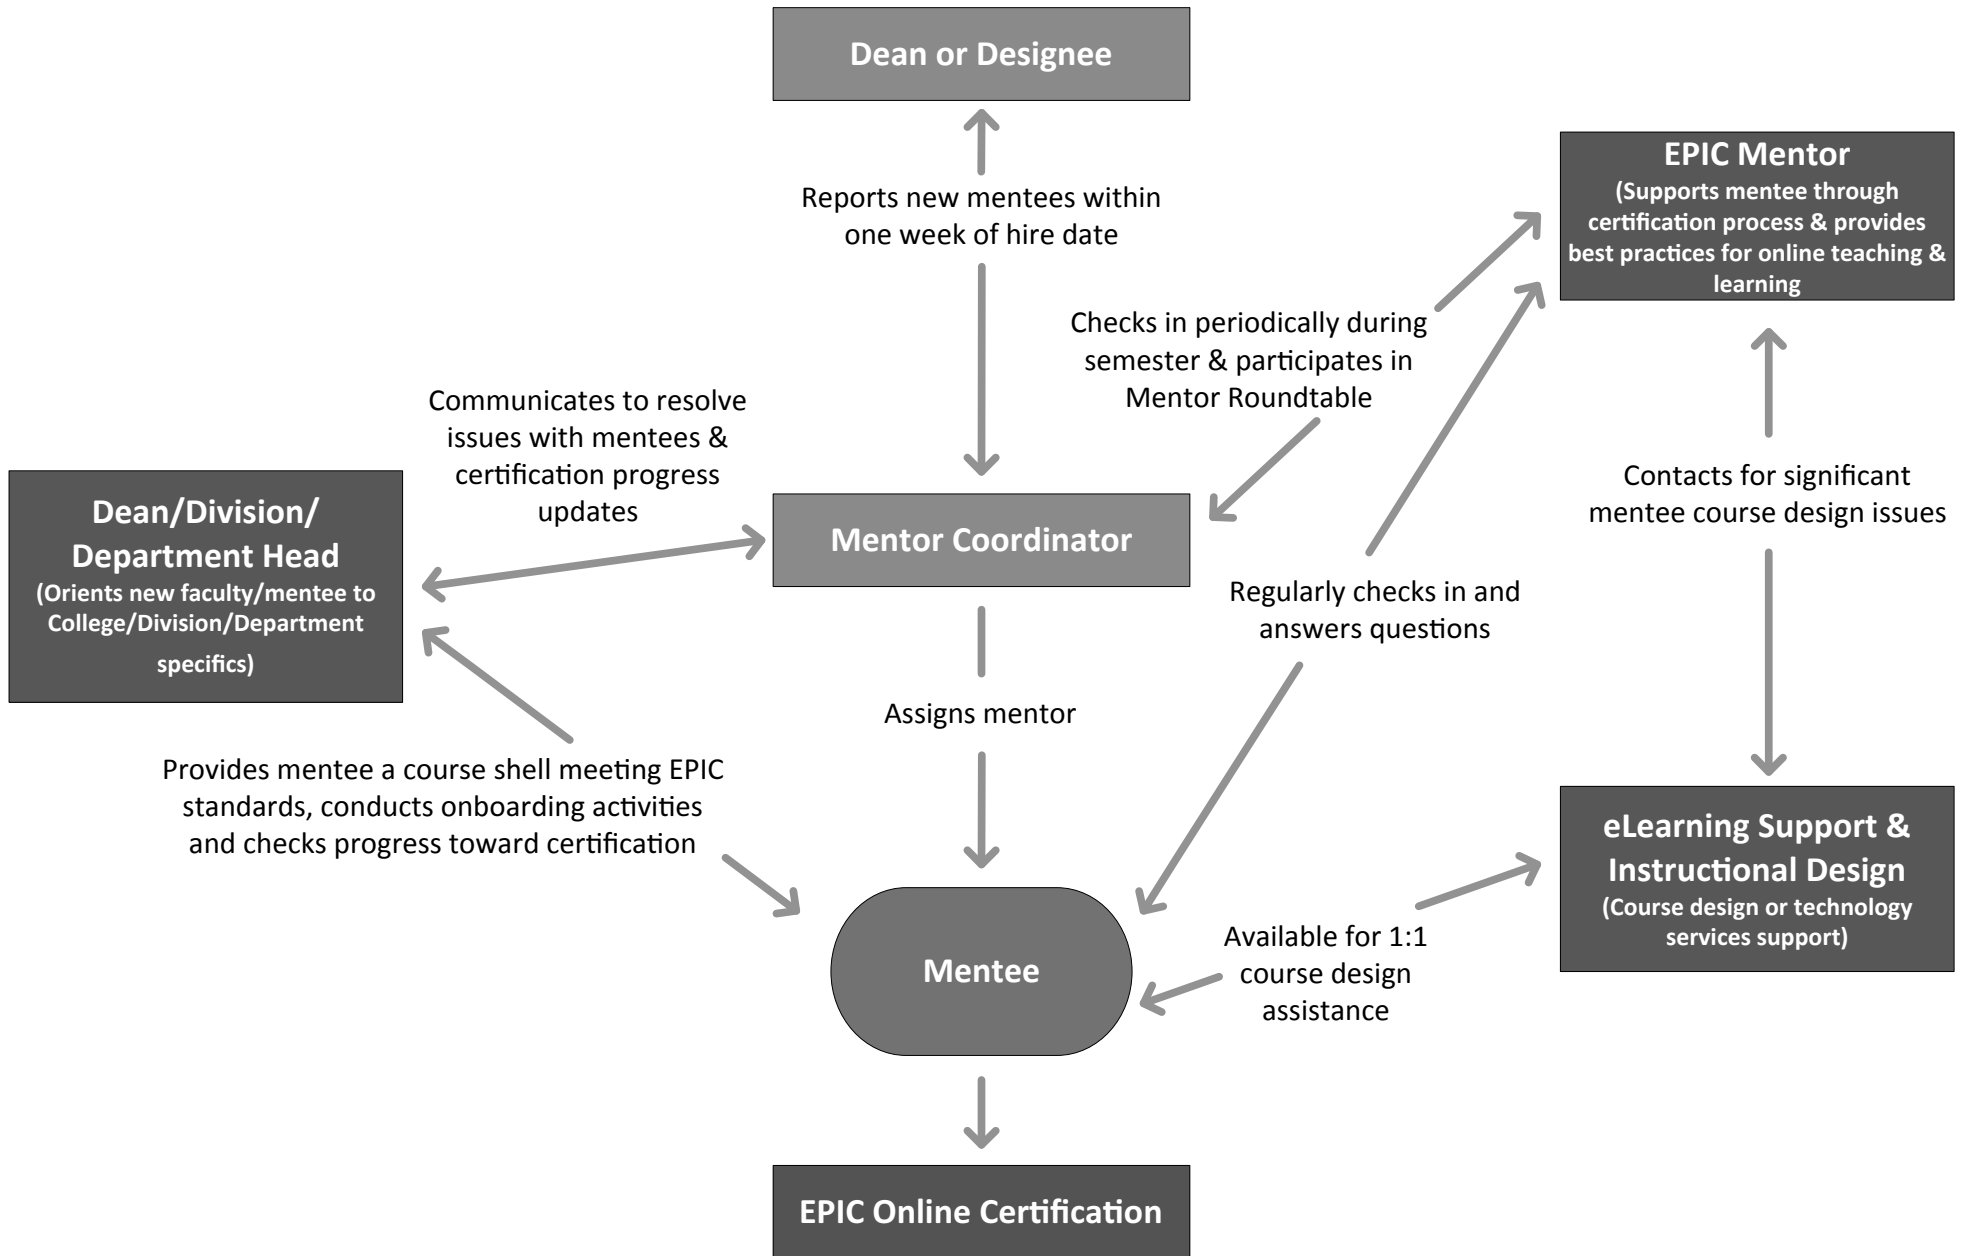 Dean or Designee
Reports new mentees within
one week of hire date
EPIC Mentor
(Supports mentee through
certification process & provides
best practices for online teaching &
learning
Checks in periodically during
semester & participates in
Mentor Roundtable
Communicates to resolve
issues with mentees &
certification progress
updates
Dean/Division/
Department Head
(Orients new faculty/mentee to
College/Division/Department
specifics)
Mentor Coordinator
Contacts for significant
mentee course design issues
Regularly checks in and
answers questions
Assigns mentor
Provides mentee a course shell meeting EPIC
standards, conducts onboarding activities
and checks progress toward certification
eLearning Support &
Instructional Design
(Course design or technology
services support)
Available for 1:1
course design
assistance
Mentee
EPIC Online Certification